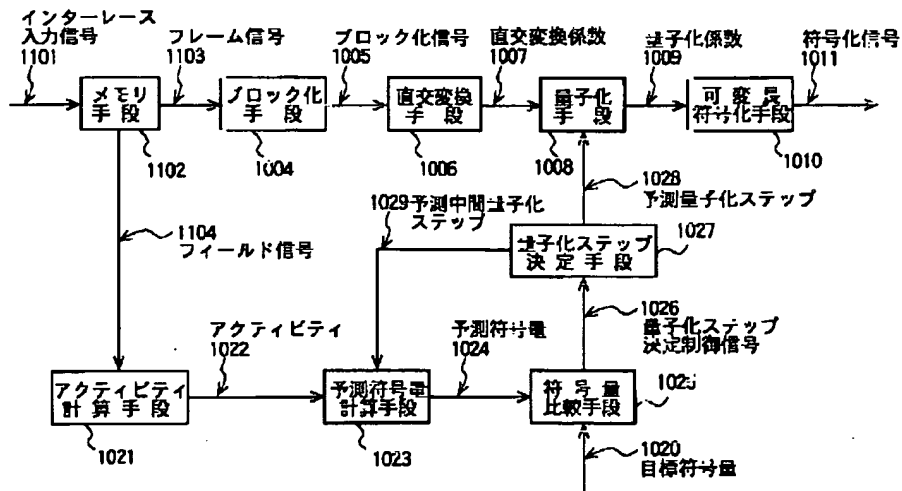 インターレース
入力信号
1101
フレーム信号
1103
ブロック化信号
1005
直交変換係数
1007
量子化係数
1009
符号化信号
1011
メモリ
手段
1102
ブロック化
手段
1004
直交変換
手段
1006
量子化
手段
1008
可変長
符号化手段
1010
1028
予測量子化ステップ
1029予測中間量子化
ステップ
量子化ステップ
決定手段
1027
1104
フィールド信号
1026
量子化ステップ
決定制御信号
アクティビティ
1022
予測符号量
1024
アクティビティ
計算手段
1021
予測符号量
計算手段
1023
符号量
比較手段
1025
1020
目標符号量